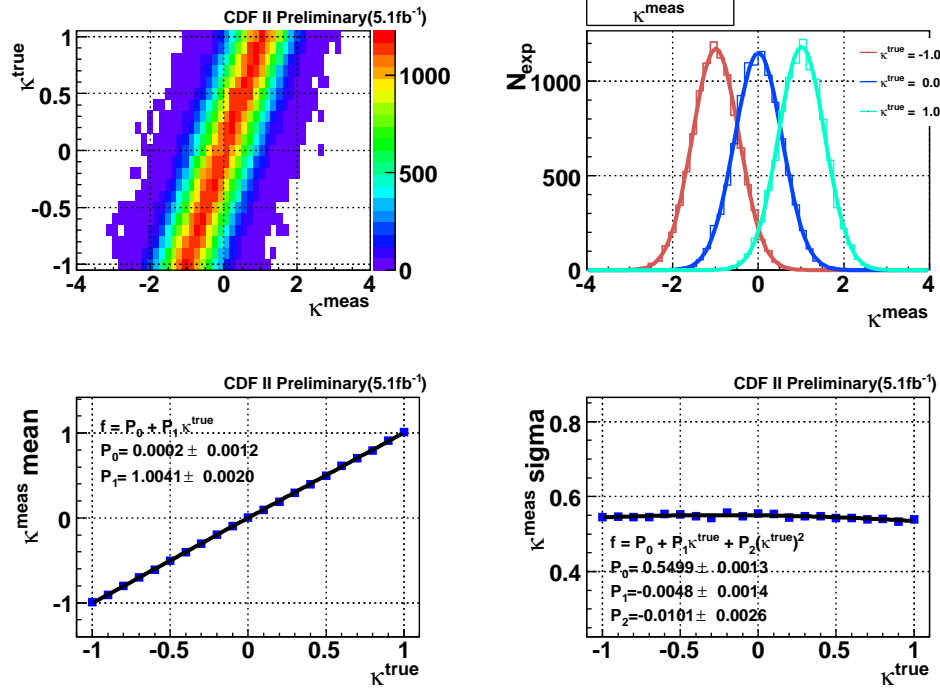 CDF II Preliminary(5.1fb⁻¹)
κ^true
1
0.5
0
-0.5
-1
-4 -2 0 2 4
κ^meas
1000
500
0
κ^meas
N_exp
1000
500
0
-4 -2 0 2 4
κ^meas
κ^true = -1.0
κ^true = 0.0
κ^true = 1.0
CDF II Preliminary(5.1fb⁻¹)
κ^meas mean
1
0
-1
f = P₀ + P₁ κ^true
P₀= 0.0002 ± 0.0012
P₁= 1.0041 ± 0.0020
-1 -0.5 0 0.5 1
κ^true
CDF II Preliminary(5.1fb⁻¹)
κ^meas sigma
0.8
0.6
0.4
f = P₀ + P₁κ^true + P₂(κ^true)²
P₀= 0.5499 ± 0.0013
P₁=-0.0048 ± 0.0014
P₂=-0.0101 ± 0.0026
-1 -0.5 0 0.5 1
κ^true